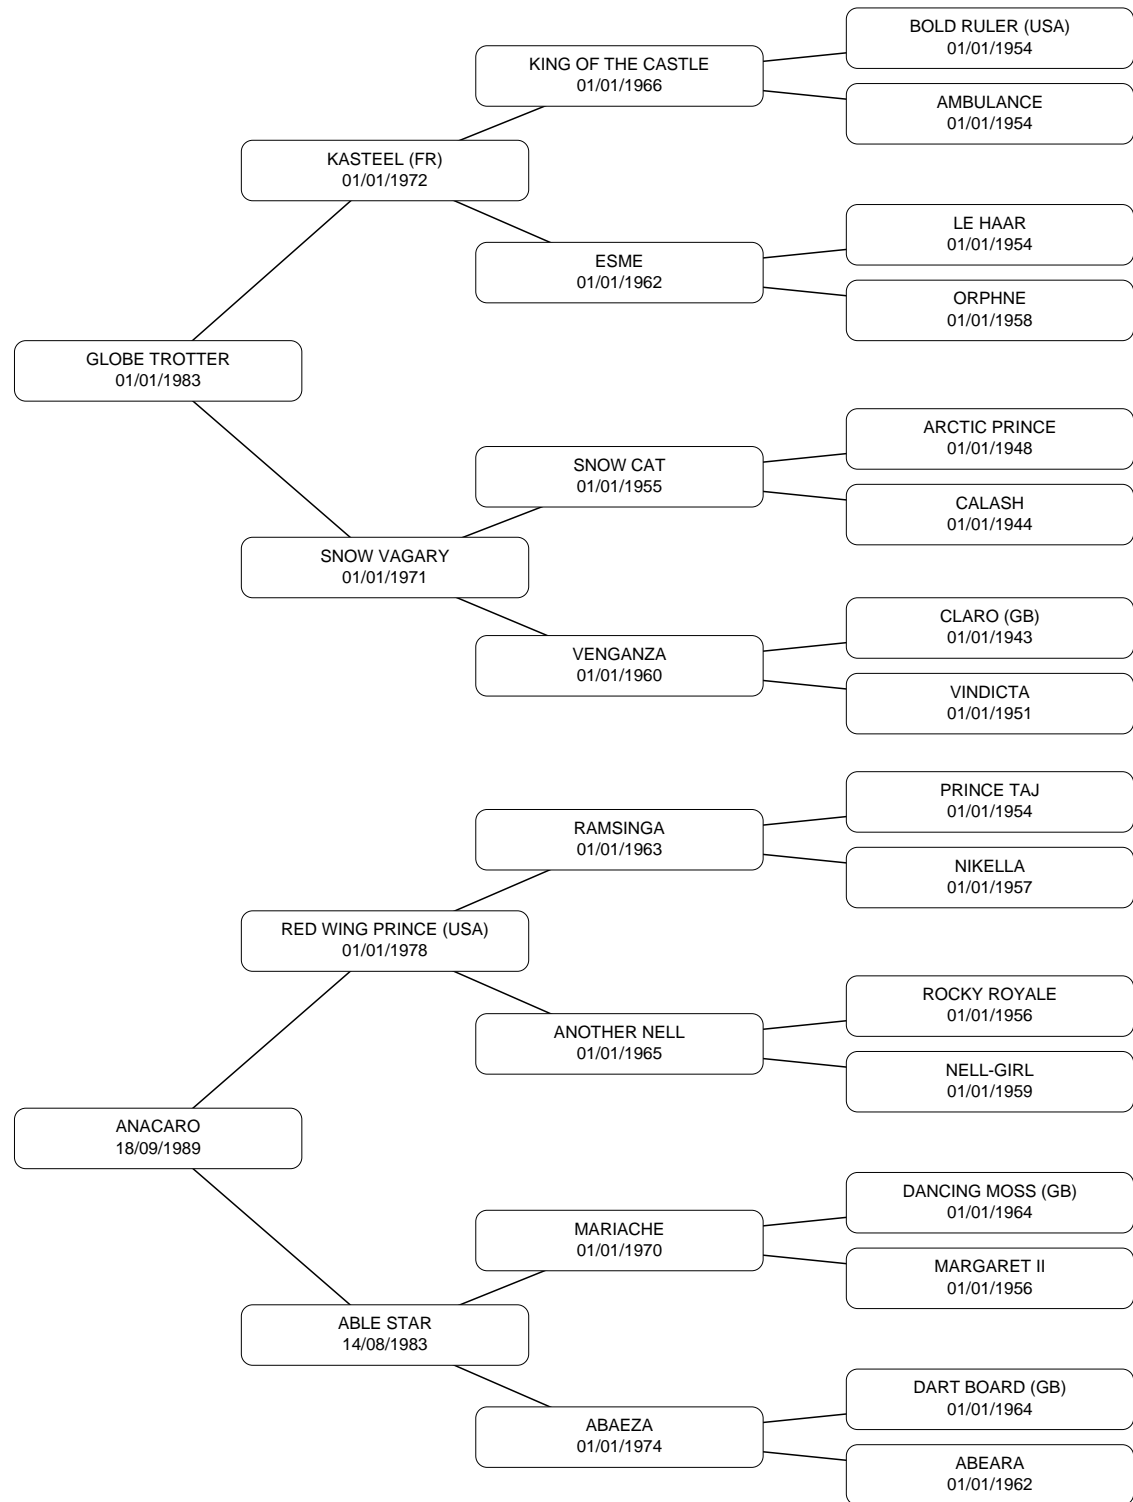 BOLD RULER (USA)
01/01/1954
KING OF THE CASTLE
01/01/1966
AMBULANCE
01/01/1954
KASTEEL (FR)
01/01/1972
LE HAAR
01/01/1954
ESME
01/01/1962
ORPHNE
01/01/1958
GLOBE TROTTER
01/01/1983
ARCTIC PRINCE
01/01/1948
SNOW CAT
01/01/1955
CALASH
01/01/1944
SNOW VAGARY
01/01/1971
CLARO (GB)
01/01/1943
VENGANZA
01/01/1960
VINDICTA
01/01/1951
PRINCE TAJ
01/01/1954
RAMSINGA
01/01/1963
NIKELLA
01/01/1957
RED WING PRINCE (USA)
01/01/1978
ROCKY ROYALE
01/01/1956
ANOTHER NELL
01/01/1965
NELL-GIRL
01/01/1959
ANACARO
18/09/1989
DANCING MOSS (GB)
01/01/1964
MARIACHE
01/01/1970
MARGARET II
01/01/1956
ABLE STAR
14/08/1983
DART BOARD (GB)
01/01/1964
ABAEZA
01/01/1974
ABEARA
01/01/1962